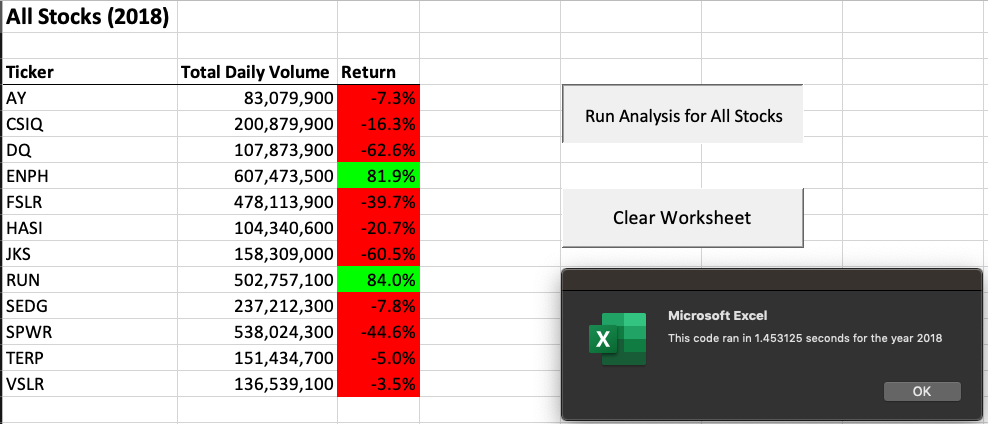 All Stocks (2018)
Ticker Total Daily Volume Return
AY 83,079,900 -7.3%
CSIQ 200,879,900 -16.3%
DQ 107,873,900 -62.6%
ENPH 607,473,500 81.9%
FSLR 478,113,900 -39.7%
HASI 104,340,600 -20.7%
JKS 158,309,000 -60.5%
RUN 502,757,100 84.0%
SEDG 237,212,300 -7.8%
SPWR 538,024,300 -44.6%
TERP 151,434,700 -5.0%
VSLR 136,539,100 -3.5%
Run Analysis for All Stocks
Clear Worksheet
X
Microsoft Excel
This code ran in 1.453125 seconds for the year 2018
OK